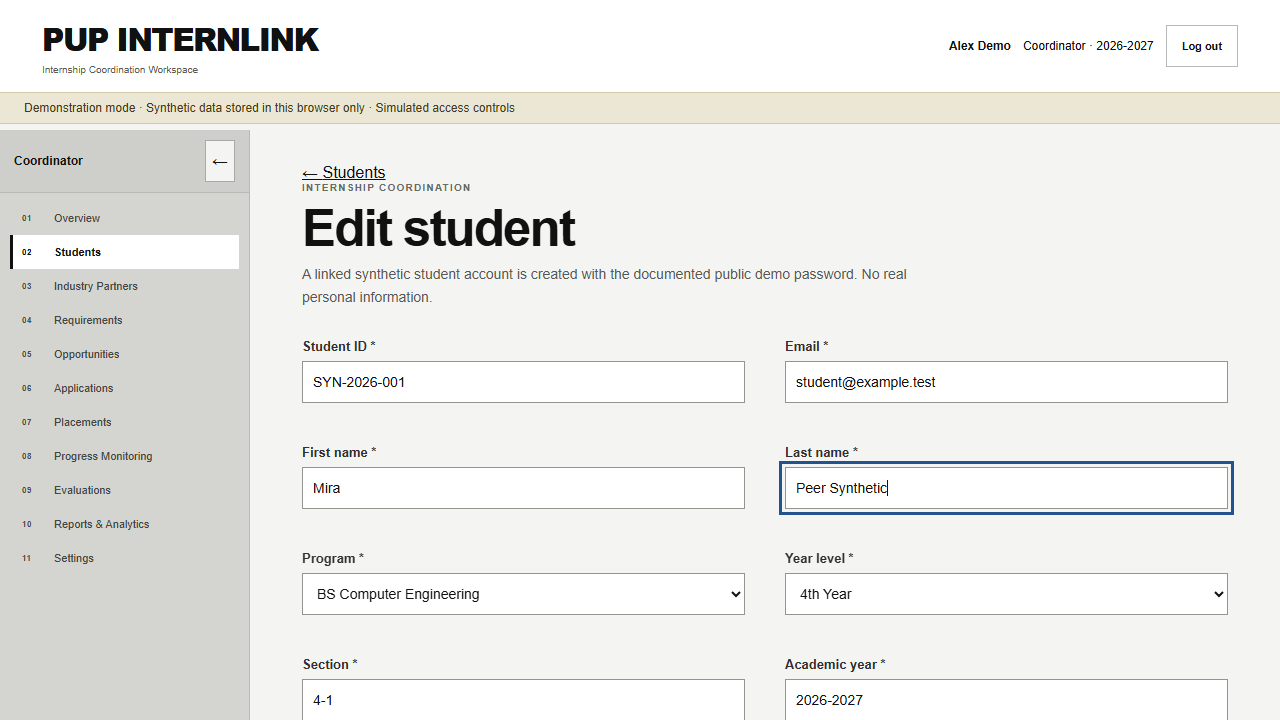 PUP INTERNLINK
Internship Coordination Workspace
Alex Demo Coordinator · 2026-2027 Log out
Demonstration mode · Synthetic data stored in this browser only · Simulated access controls
Coordinator ←
01 Overview
02 Students
03 Industry Partners
04 Requirements
05 Opportunities
06 Applications
07 Placements
08 Progress Monitoring
09 Evaluations
10 Reports & Analytics
11 Settings
← Students
INTERNSHIP COORDINATION
Edit student
A linked synthetic student account is created with the documented public demo password. No real
personal information.
Student ID * Email *
SYN-2026-001 student@example.test
First name * Last name *
Mira Peer Synthetic
Program * Year level *
BS Computer Engineering 4th Year
Section * Academic year *
4-1 2026-2027